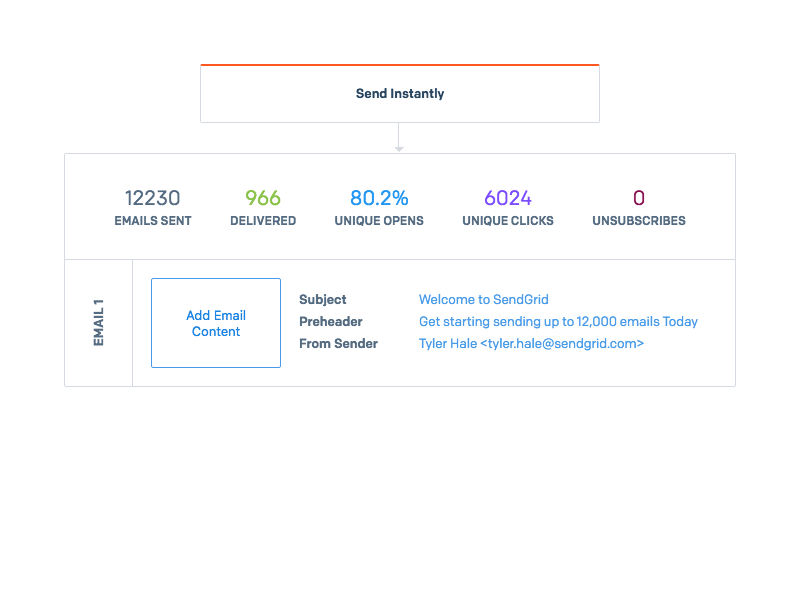 Send Instantly
12230 966 80.2% 6024 0
EMAILS SENT DELIVERED UNIQUE OPENS UNIQUE CLICKS UNSUBSCRIBES
EMAIL 1
Add Email
Content
Subject Welcome to SendGrid
Preheader Get starting sending up to 12,000 emails Today
From Sender Tyler Hale <tyler.hale@sendgrid.com>